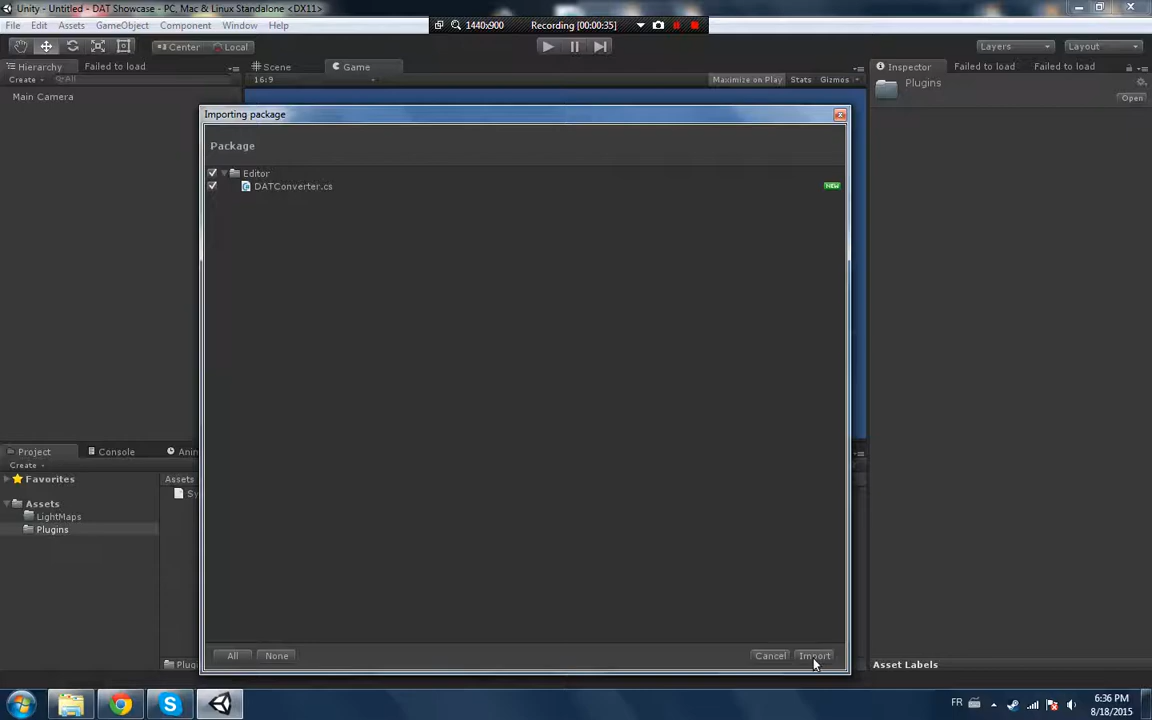 Unity - Untitled - DAT Showcase - PC, Mac & Linux Standalone <DX11>
1440x900 Recording [00:00:35]
File Edit Assets GameObject Component Window Help
Center Local Layers Layout
Hierarchy Failed to load Scene Game Inspector Failed to load Failed to load
Create All 16:9 Maximize on Play Stats Gizmos Plugins
Main Camera Open
Importing package
Package
Editor
DATConverter.cs NEW
Project Console Ani
Create
Favorites Assets
Assets Sy
LightMaps
Plugins
All None Cancel Import
Plugi Asset Labels
FR 6:36 PM
8/18/2015